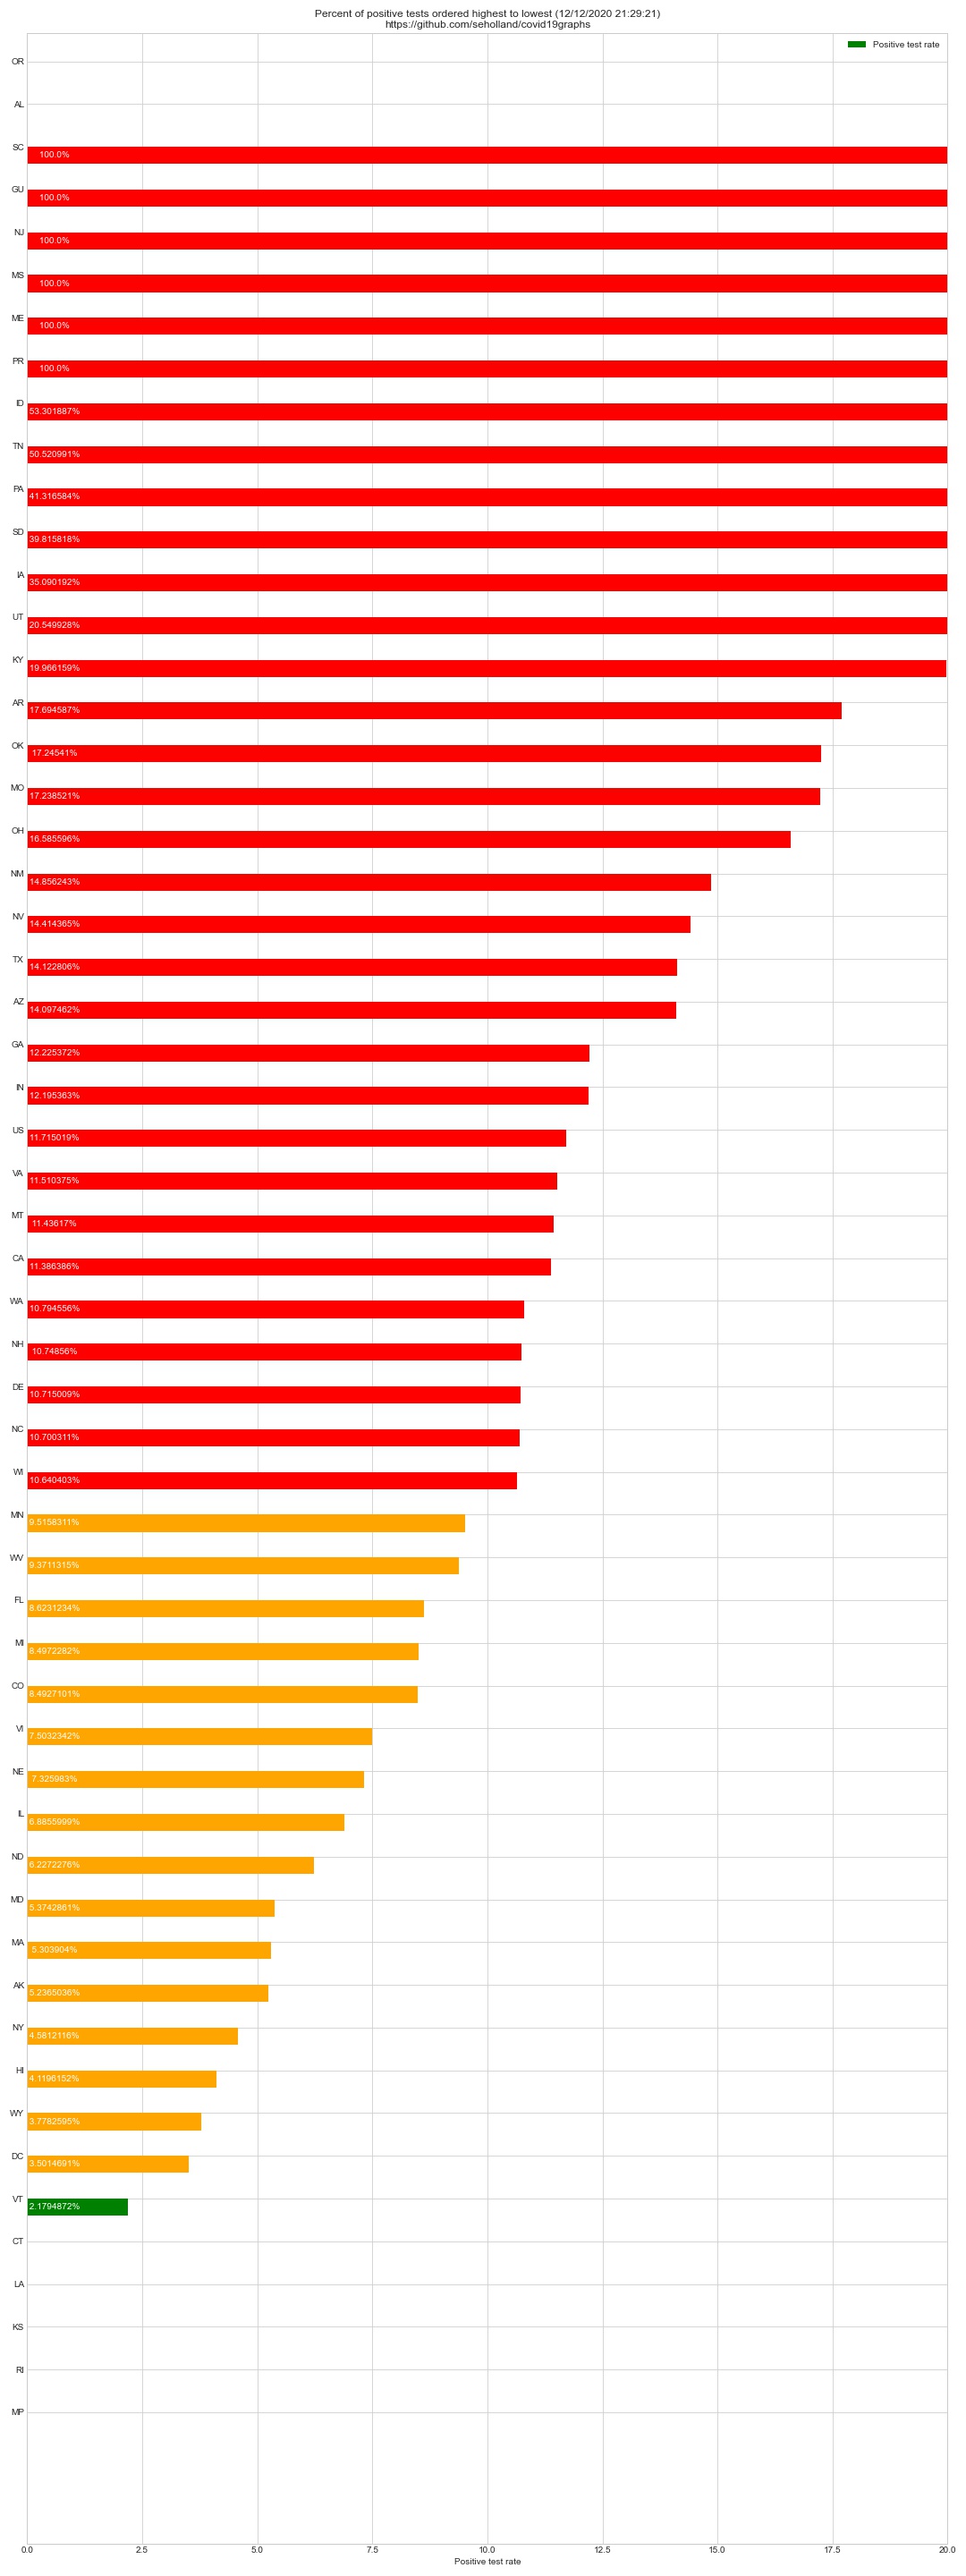 Percent of positive tests ordered highest to lowest (12/12/2020 21:29:21)
https://github.com/seholland/covid19graphs
Positive test rate
OR
AL
SC 100.0%
GU 100.0%
NJ 100.0%
MS 100.0%
ME 100.0%
PR 100.0%
ID 53.301887%
TN 50.520991%
PA 41.316584%
SD 39.815818%
IA 35.090192%
UT 20.549928%
KY 19.966159%
AR 17.694587%
OK 17.24541%
MO 17.238521%
OH 16.585596%
NM 14.856243%
NV 14.414365%
TX 14.122806%
AZ 14.097462%
GA 12.225372%
IN 12.195363%
US 11.715019%
VA 11.510375%
MT 11.43617%
CA 11.386386%
WA 10.794556%
NH 10.74856%
DE 10.715009%
NC 10.700311%
WI 10.640403%
MN 9.5158311%
WV 9.3711315%
FL 8.6231234%
MI 8.4972282%
CO 8.4927101%
VI 7.5032342%
NE 7.325983%
IL 6.8855999%
ND 6.2272276%
MD 5.3742861%
MA 5.303904%
AK 5.2365036%
NY 4.5812116%
HI 4.1196152%
WY 3.7782595%
DC 3.5014691%
VT 2.1794872%
CT
LA
KS
RI
MP
0.0 2.5 5.0 7.5 10.0 12.5 15.0 17.5 20.0
Positive test rate